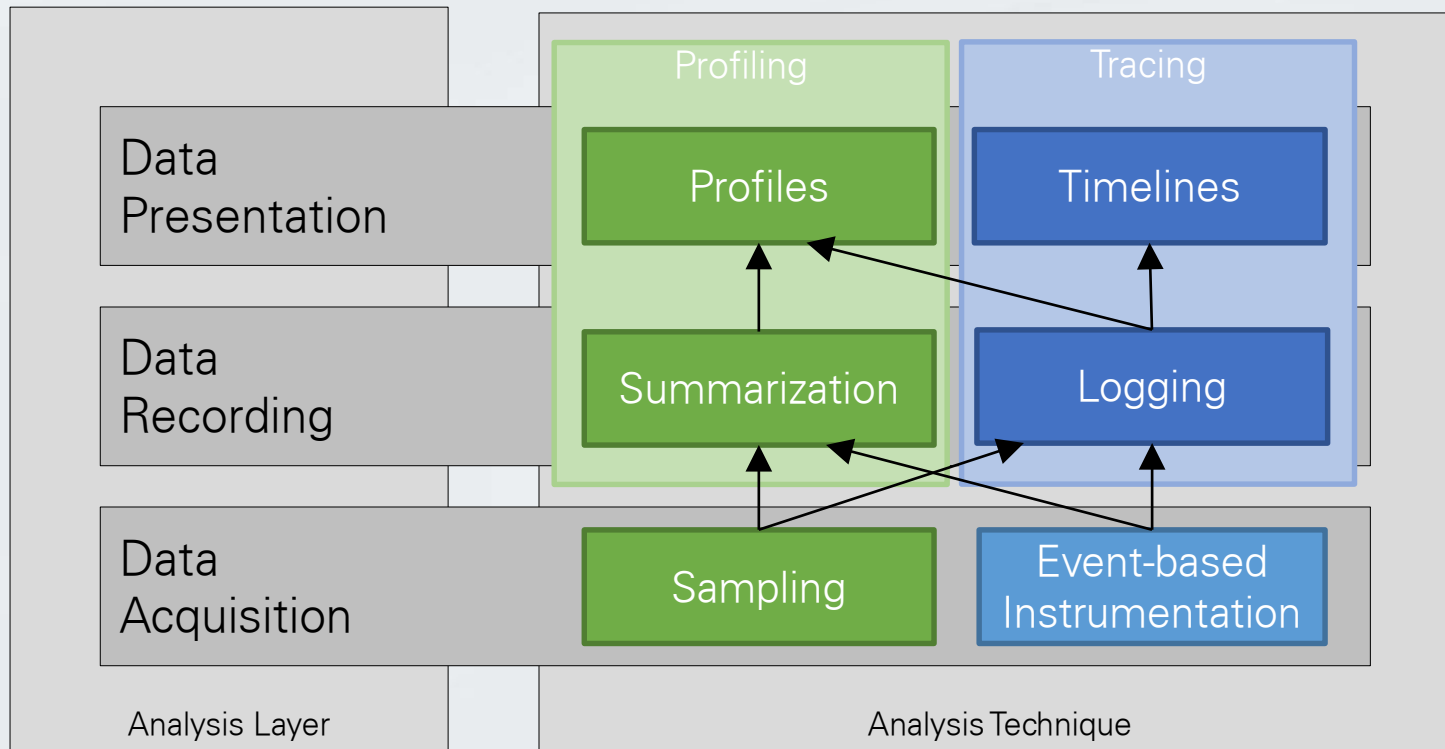 Profiling
Tracing
Data
Presentation
Profiles
Timelines
Data
Recording
Summarization
Logging
Data
Acquisition
Sampling
Event-based
Instrumentation
Analysis Layer
Analysis Technique